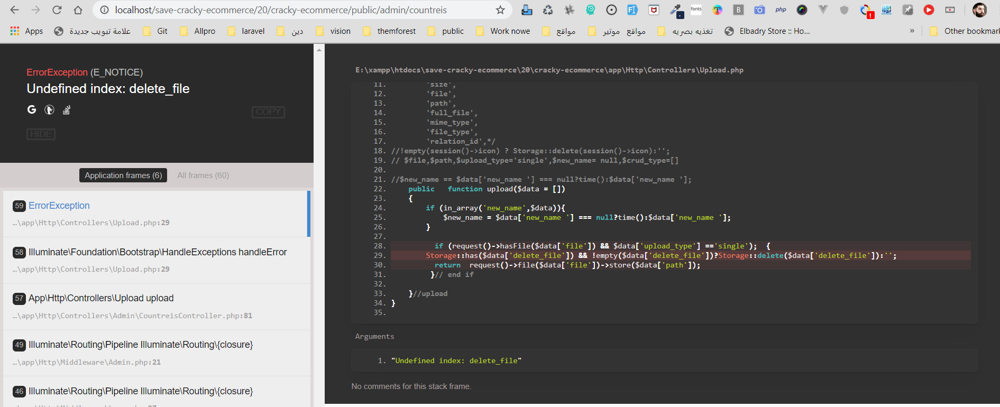 localhost/save-cracky-ecommerce/20/cracky-ecommerce/public/admin/countreis
fonts
php
Apps
علامة تبويب جديدة
Git
Allpro
laravel
دين
vision
themforest
public
Work nowe
مواقع
مواقع موتير
تغذيه بصريه
Elbadry Store :: Ho...
»
Other bookmark
ErrorException (E_NOTICE)
Undefined index: delete_file
COPY
HIDE
Application frames (6)
All frames (60)
59 ErrorException
…\app\Http\Controllers\Upload.php:29
58 Illuminate\Foundation\Bootstrap\HandleExceptions handleError
…\app\Http\Controllers\Upload.php:29
57 App\Http\Controllers\Upload upload
…\app\Http\Controllers\Admin\CountreisController.php:81
49 Illuminate\Routing\Pipeline Illuminate\Routing\{closure}
…\app\Http\Middleware\Admin.php:21
46 Illuminate\Routing\Pipeline Illuminate\Routing\{closure}
E:\xampp\htdocs\save-cracky-ecommerce\20\cracky-ecommerce\app\Http\Controllers\Upload.php
11. 'size',
12. 'file',
13. 'path',
14. 'full_file',
15. 'mime_type',
16. 'file_type',
17. 'relation_id',*/
18. //!empty(session()->icon) ? Storage::delete(session()->icon):'';
19. // $file,$path,$upload_type='single',$new_name= null,$crud_type=[]
20.
21. //$new_name == $data['new_name '] === null?time():$data['new_name '];
22. public   function upload($data = [])
23. {
24. if (in_array('new_name',$data)){
25. $new_name = $data['new_name '] === null?time():$data['new_name '];
26. }
27.
28. if (request()->hasFile($data['file']) && $data['upload_type'] =='single');  {
29. Storage::has($data['delete_file']) && !empty($data['delete_file'])?Storage::delete($data['delete_file']):'';
30. return  request()->file($data['file'])->store($data['path']);
31. }// end if
32.
33. }//upload
34. }
35.
Arguments
1. "Undefined index: delete_file"
No comments for this stack frame.